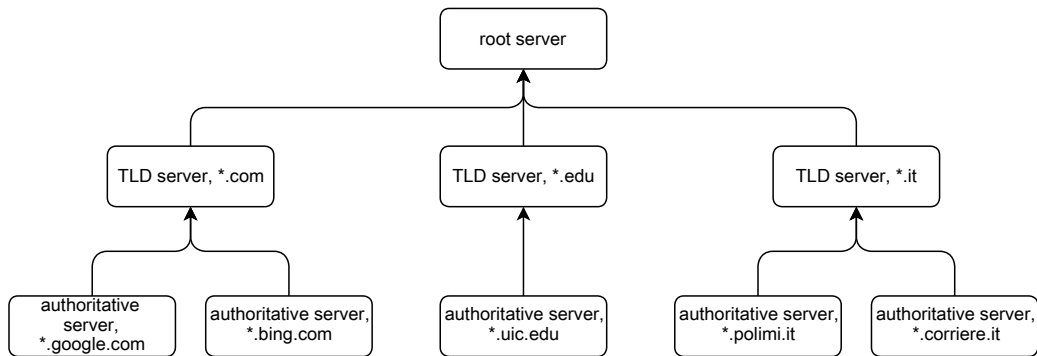 root server
TLD server, *.com
TLD server, *.edu
TLD server, *.it
authoritative
server,
*.google.com
authoritative server,
*.bing.com
authoritative server,
*.uic.edu
authoritative server,
*.polimi.it
authoritative server,
*.corriere.it